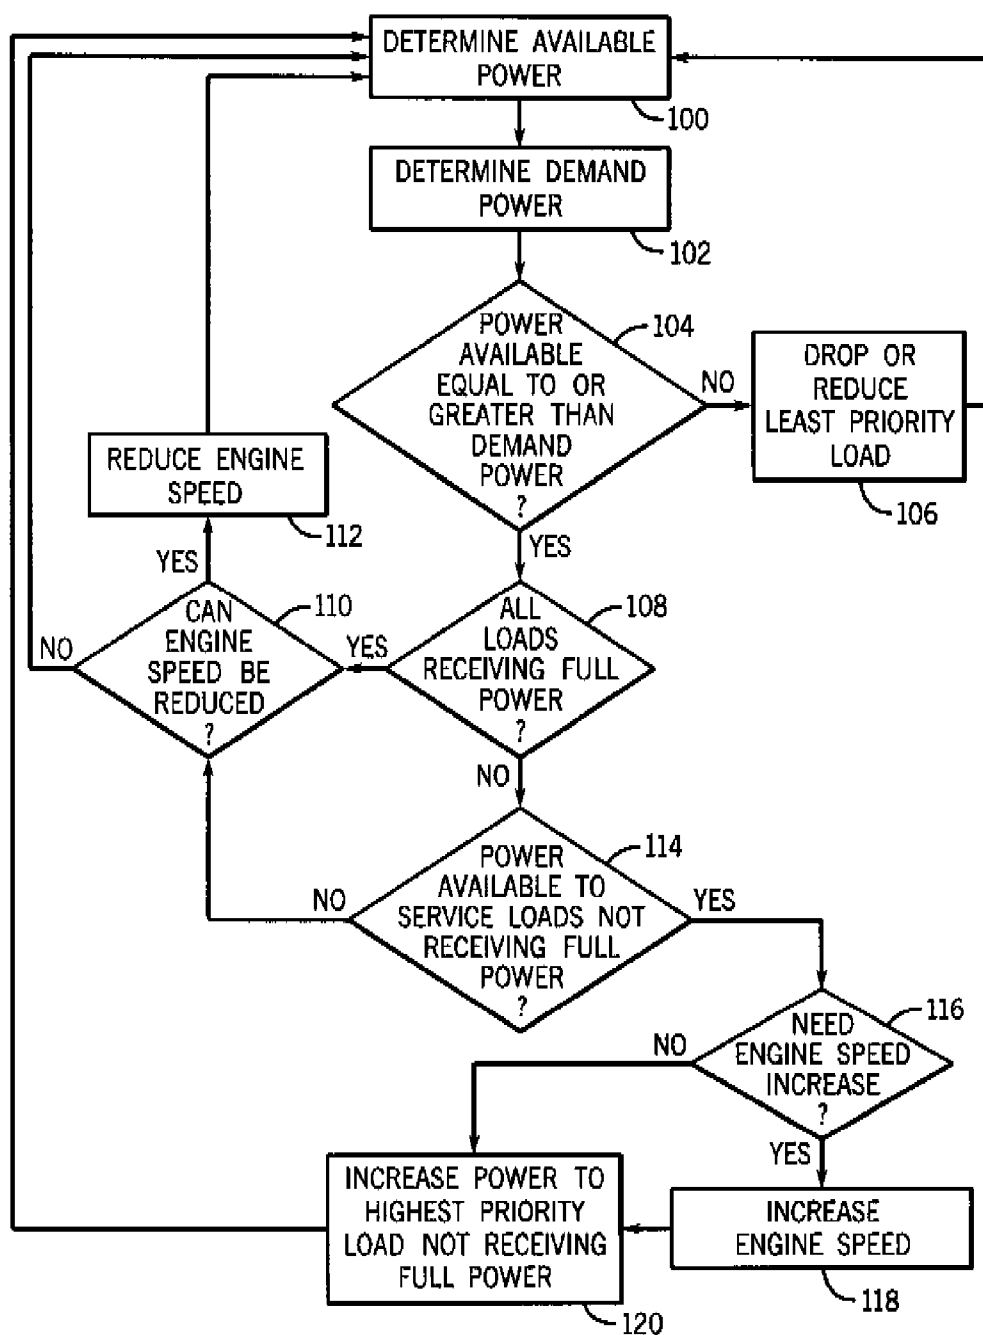 DETERMINE AVAILABLE
POWER
100
DETERMINE DEMAND
POWER
102
POWER
AVAILABLE
EQUAL TO OR
GREATER THAN
DEMAND
POWER
?
104
NO
DROP OR
REDUCE
LEAST PRIORITY
LOAD
106
YES
REDUCE ENGINE
SPEED
112
YES
ALL
LOADS
RECEIVING FULL
POWER
?
108
YES
CAN
ENGINE
SPEED BE
REDUCED
?
110
NO
NO
POWER
AVAILABLE TO
SERVICE LOADS NOT
RECEIVING FULL
POWER
?
114
NO
YES
NEED
ENGINE SPEED
INCREASE
?
116
NO
YES
INCREASE POWER TO
HIGHEST PRIORITY
LOAD NOT RECEIVING
FULL POWER
120
INCREASE
ENGINE SPEED
118